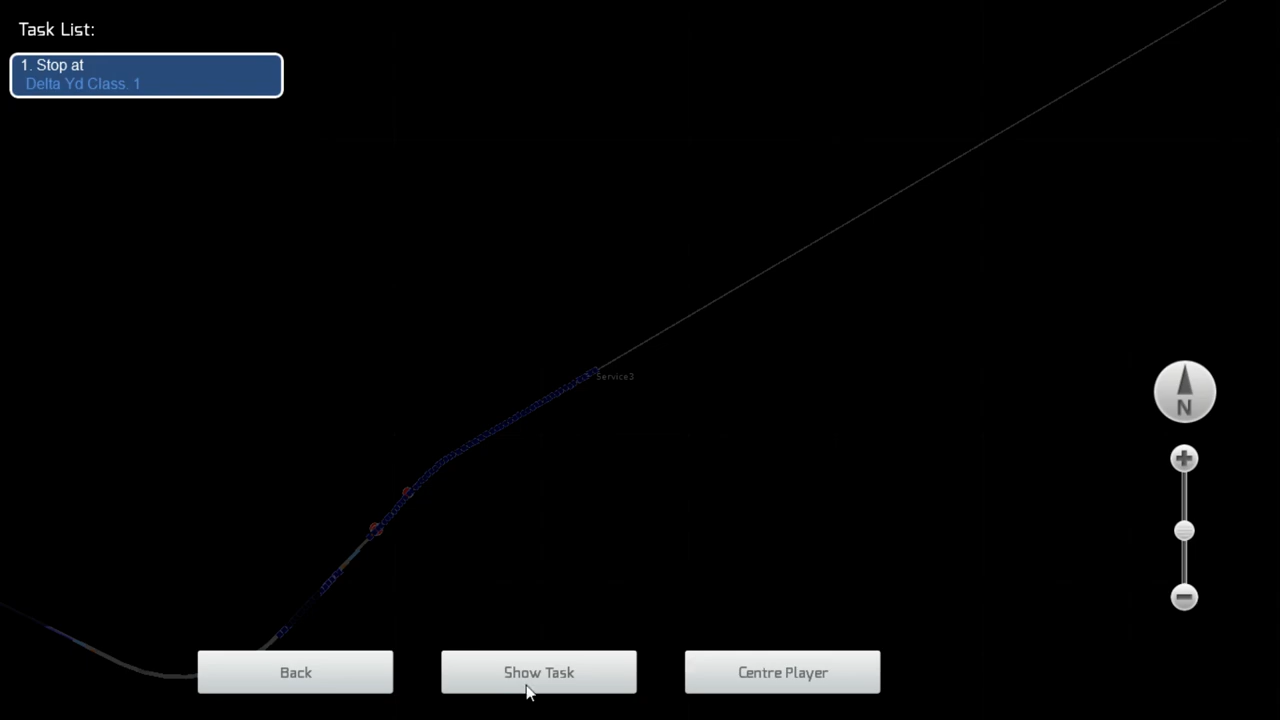 Task List:
1. Stop at
Delta Yd Class. 1
Service3
N
Back
Show Task
Centre Player